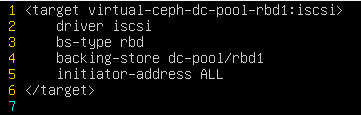 1 <target virtual-ceph-dc-pool-rbd1:iscsi>
2     driver iscsi
3     bs-type rbd
4     backing-store dc-pool/rbd1
5     initiator-address ALL
6 </target>
7